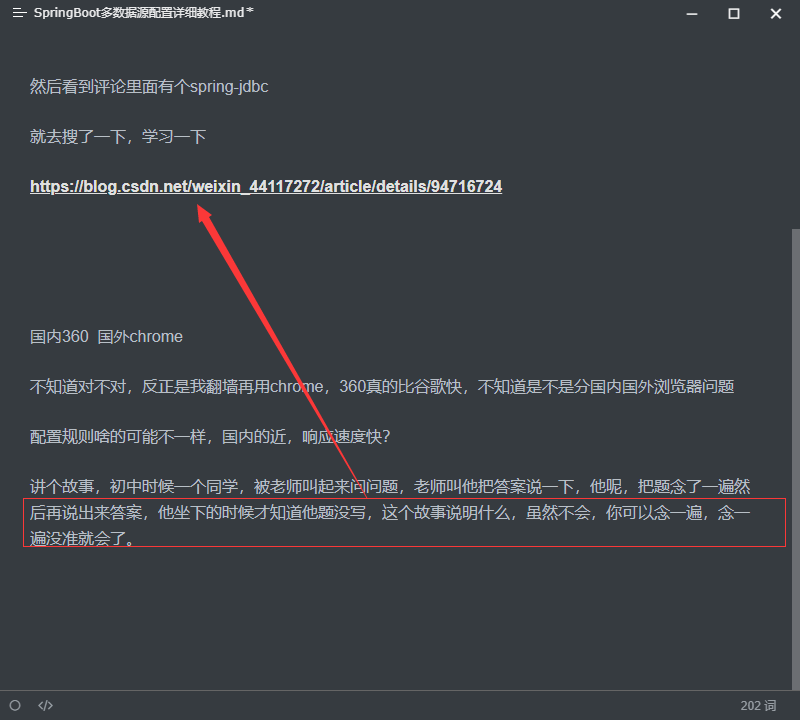 SpringBoot多数据源配置详细教程.md*
然后看到评论里面有个spring-jdbc
就去搜了一下，学习一下
https://blog.csdn.net/weixin_44117272/article/details/94716724
国内360  国外chrome
不知道对不对，反正是我翻墙再用chrome，360真的比谷歌快，不知道是不是分国内国外浏览器问题
配置规则啥的可能不一样，国内的近，响应速度快？
讲个故事，初中时候一个同学，被老师叫起来问问题，老师叫他把答案说一下，他呢，把题念了一遍然
后再说出来答案，他坐下的时候才知道他题没写，这个故事说明什么，虽然不会，你可以念一遍，念一
遍没准就会了。
202 词